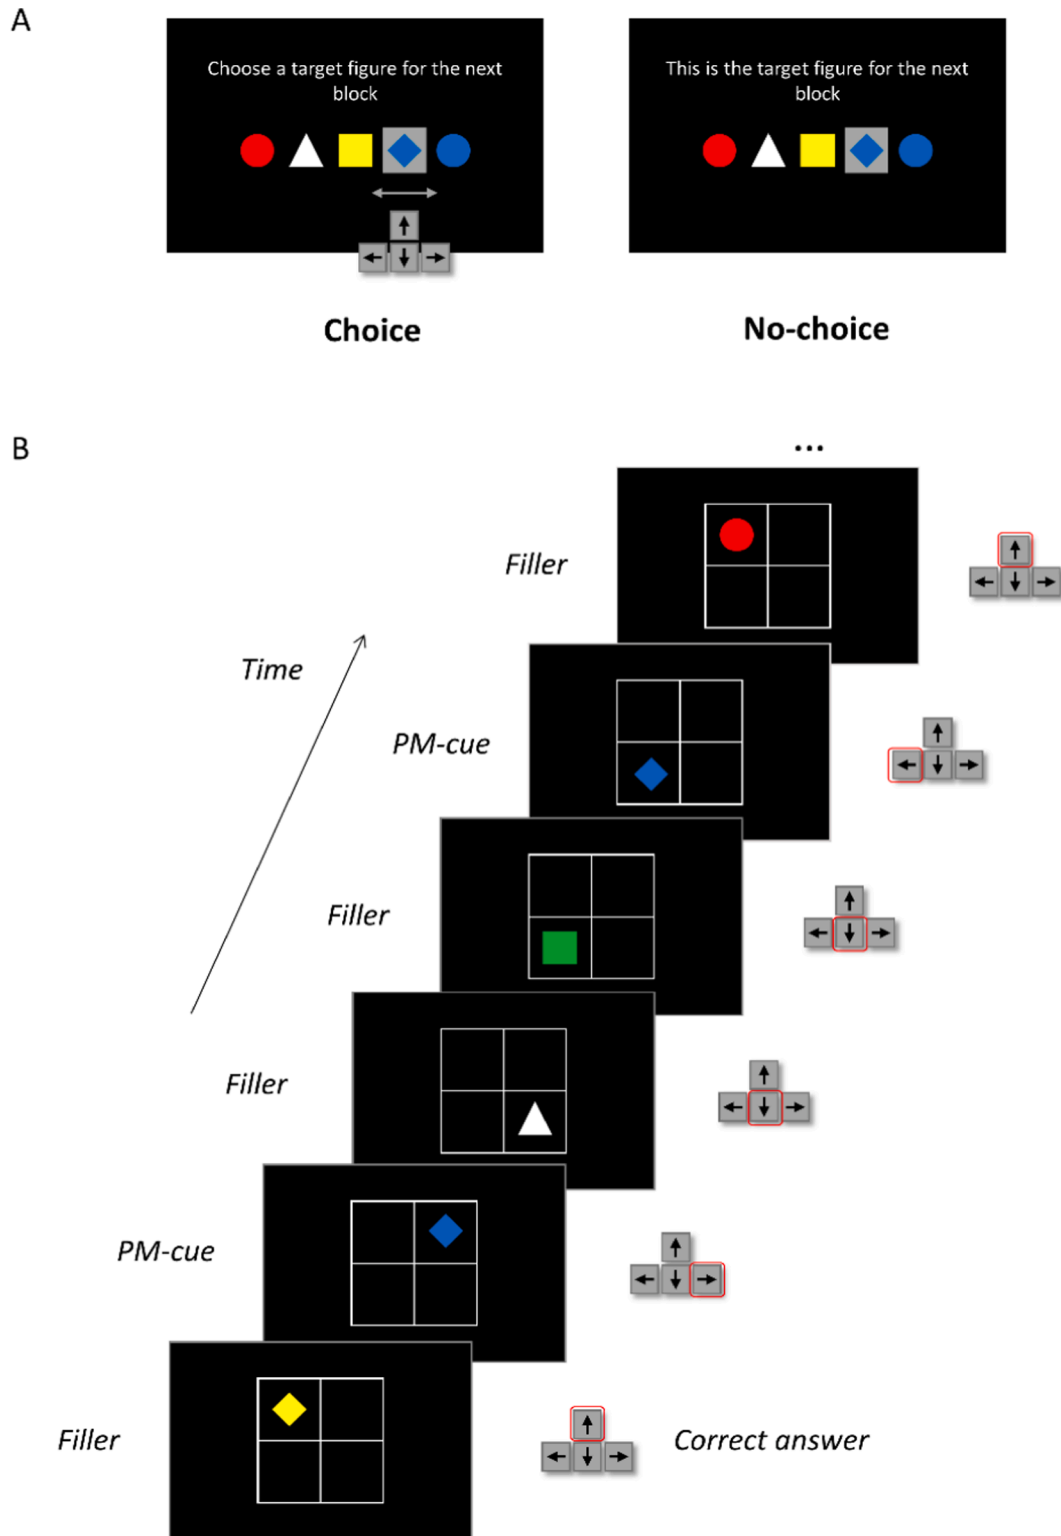 A
Choose a target figure for the next
block
This is the target figure for the next
block
Choice
No-choice
B
...
Filler
Time
PM-cue
Filler
Filler
PM-cue
Filler
Correct answer